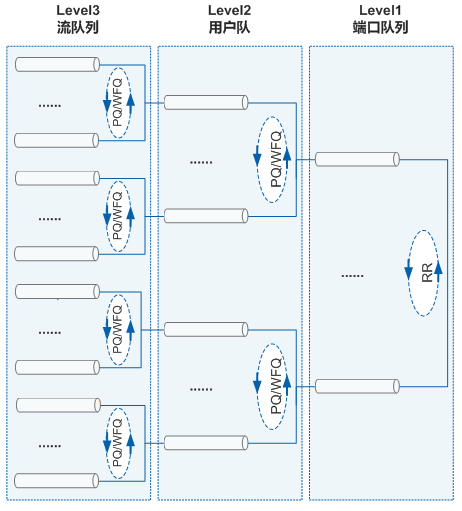 Level3
流队列
Level2
用户队
Level1
端口队列
......
PQ/WFQ
......
PQ/WFQ
......
PQ/WFQ
......
PQ/WFQ
......
PQ/WFQ
......
PQ/WFQ
......
RR